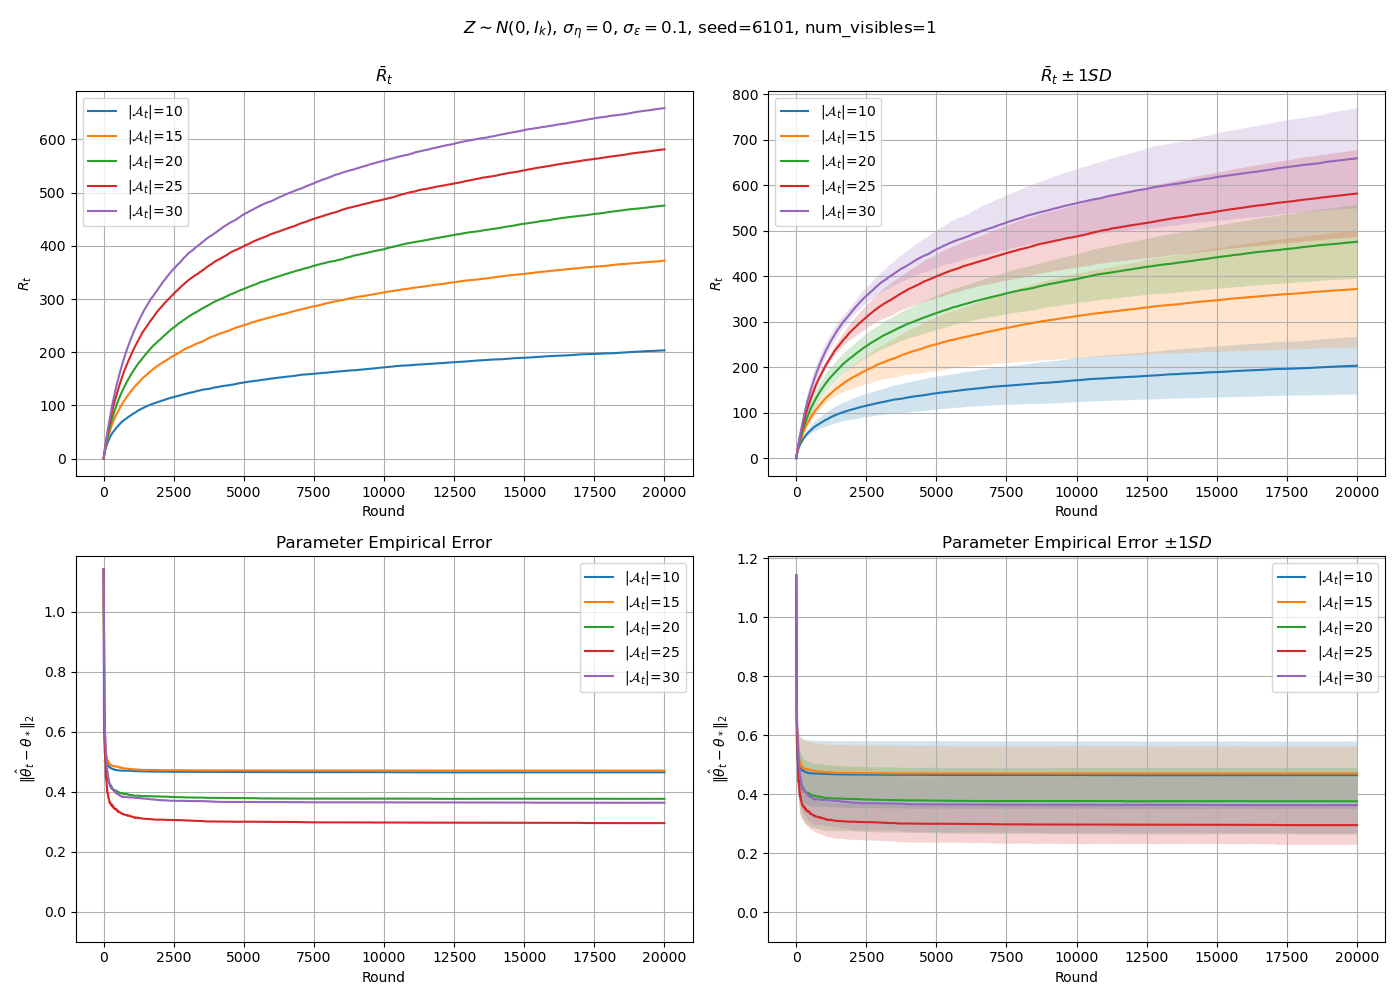 Z ∼ N(0, I_k), σ_η = 0, σ_ε = 0.1, seed=6101, num_visibles=1
R̄_t
R_t
600
500
400
300
200
100
0
|𝒜_t|=10
|𝒜_t|=15
|𝒜_t|=20
|𝒜_t|=25
|𝒜_t|=30
0 2500 5000 7500 10000 12500 15000 17500 20000
Round
R̄_t ± 1SD
R_t
800
700
600
500
400
300
200
100
0
|𝒜_t|=10
|𝒜_t|=15
|𝒜_t|=20
|𝒜_t|=25
|𝒜_t|=30
0 2500 5000 7500 10000 12500 15000 17500 20000
Round
Parameter Empirical Error
‖θ̂_t − θ_*‖_2
1.0
0.8
0.6
0.4
0.2
0.0
|𝒜_t|=10
|𝒜_t|=15
|𝒜_t|=20
|𝒜_t|=25
|𝒜_t|=30
0 2500 5000 7500 10000 12500 15000 17500 20000
Round
Parameter Empirical Error ±1SD
‖θ̂_t − θ_*‖_2
1.2
1.0
0.8
0.6
0.4
0.2
0.0
|𝒜_t|=10
|𝒜_t|=15
|𝒜_t|=20
|𝒜_t|=25
|𝒜_t|=30
0 2500 5000 7500 10000 12500 15000 17500 20000
Round